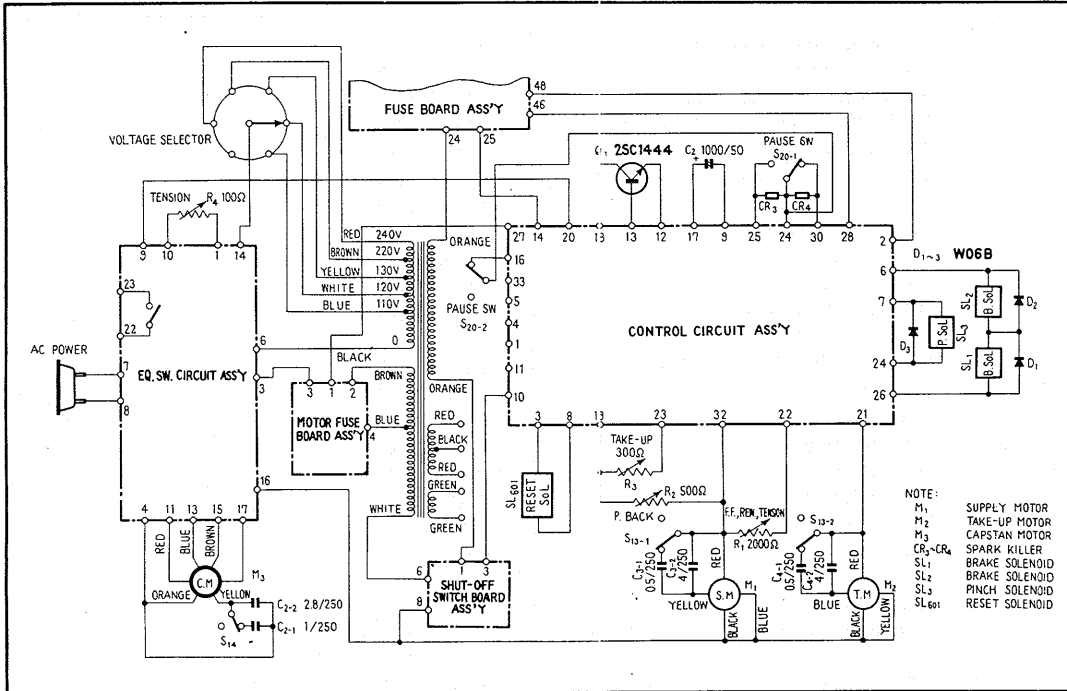 48
46
FUSE BOARD ASS'Y
24 25
VOLTAGE SELECTOR
PAUSE SW
S20-1
2SC1444
C2 1000/50
+
CR3 CR4
TENSION
R4 100Ω
9 10 1 14
RED 240V
BROWN 220V
YELLOW 130V
WHITE 120V
BLUE 110V
0
ORANGE
PAUSE SW
S20-2
27 14 20 13 13 12 17 9 25 24 30 28
16
33
5
4
1
11
10
2
6
7
24
26
CONTROL CIRCUIT ASS'Y
D1~3 W06B
SL2
B.SOL
D2
P.SOL
SL3
D3
SL1
B.SOL
D1
23
22
AC POWER
7
8
EQ.SW.CIRCUIT ASS'Y
6
3
16
BLACK
BROWN
3 1 2
MOTOR FUSE
BOARD ASS'Y
BLUE
4
ORANGE
RED
BLACK
RED
GREEN
GREEN
WHITE
3 8 13 23 32 22 21
SL601
RESET
SOL
TAKE-UP
300Ω
R3
R2 500Ω
P. BACK
S13-1
F.F.,REW,TENSON
R1 2000Ω
S13-2
C3-1
0.5/250
C3-2
4/250
RED
YELLOW
S.M
M1
BLACK
BLUE
C4-1
0.5/250
C4-2
4/250
RED
BLUE
T.M
M2
BLACK
YELLOW
1 3
6
8
SHUT-OFF
SWITCH BOARD
ASS'Y
4 11 13 15 17
RED
BLUE
BROWN
C.M
M3
ORANGE
YELLOW
C2-2 2.8/250
C2-1 1/250
S14
NOTE:
M1 SUPPLY MOTOR
M2 TAKE-UP MOTOR
M3 CAPSTAN MOTOR
CR3~CR4 SPARK KILLER
SL1 BRAKE SOLENOID
SL2 BRAKE SOLENOID
SL3 PINCH SOLENOID
SL601 RESET SOLENOID